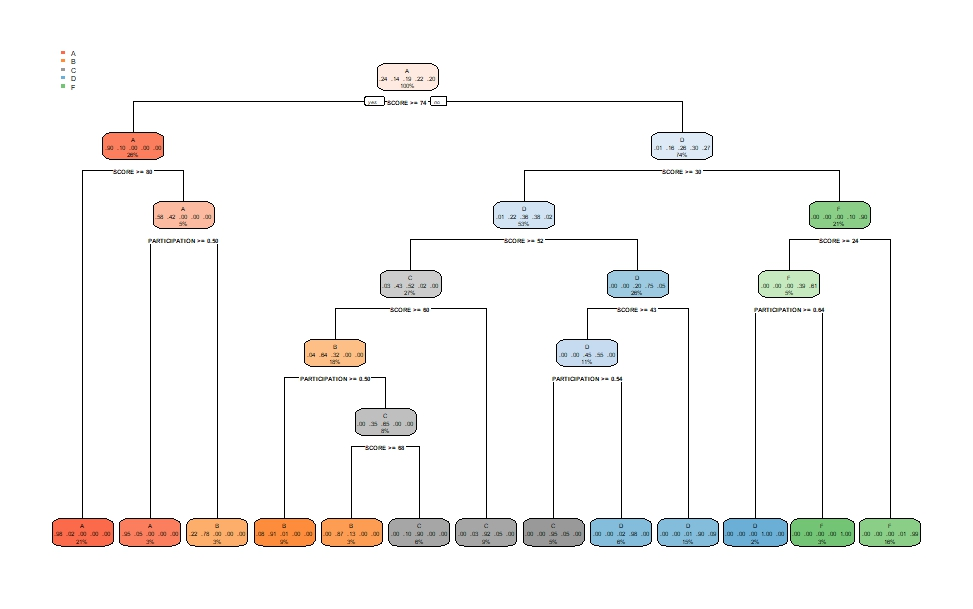 A
B
C
D
F
A
.24 .14 .19 .22 .20
100%
yes SCORE >= 74 no
A
.90 .10 .00 .00 .00
26%
D
.01 .16 .26 .30 .27
74%
SCORE >= 80
SCORE >= 30
A
.58 .42 .00 .00 .00
5%
D
.01 .22 .36 .38 .02
53%
F
.00 .00 .00 .10 .90
21%
PARTICIPATION >= 0.50
SCORE >= 52
SCORE >= 24
C
.03 .43 .52 .02 .00
27%
D
.00 .00 .20 .75 .05
26%
F
.00 .00 .00 .39 .61
5%
SCORE >= 60
SCORE >= 43
PARTICIPATION >= 0.64
B
.04 .64 .32 .00 .00
18%
D
.00 .00 .45 .55 .00
11%
PARTICIPATION >= 0.50
PARTICIPATION >= 0.54
C
.00 .35 .65 .00 .00
8%
SCORE >= 68
A
.98 .02 .00 .00 .00
21%
A
.95 .05 .00 .00 .00
3%
B
.22 .78 .00 .00 .00
3%
B
.08 .91 .01 .00 .00
9%
B
.00 .87 .13 .00 .00
3%
C
.00 .10 .90 .00 .00
6%
C
.00 .03 .92 .05 .00
9%
C
.00 .00 .95 .05 .00
5%
D
.00 .00 .02 .98 .00
6%
D
.00 .00 .01 .90 .09
15%
D
.00 .00 .00 1.00 .00
2%
F
.00 .00 .00 .00 1.00
3%
F
.00 .00 .00 .01 .99
16%